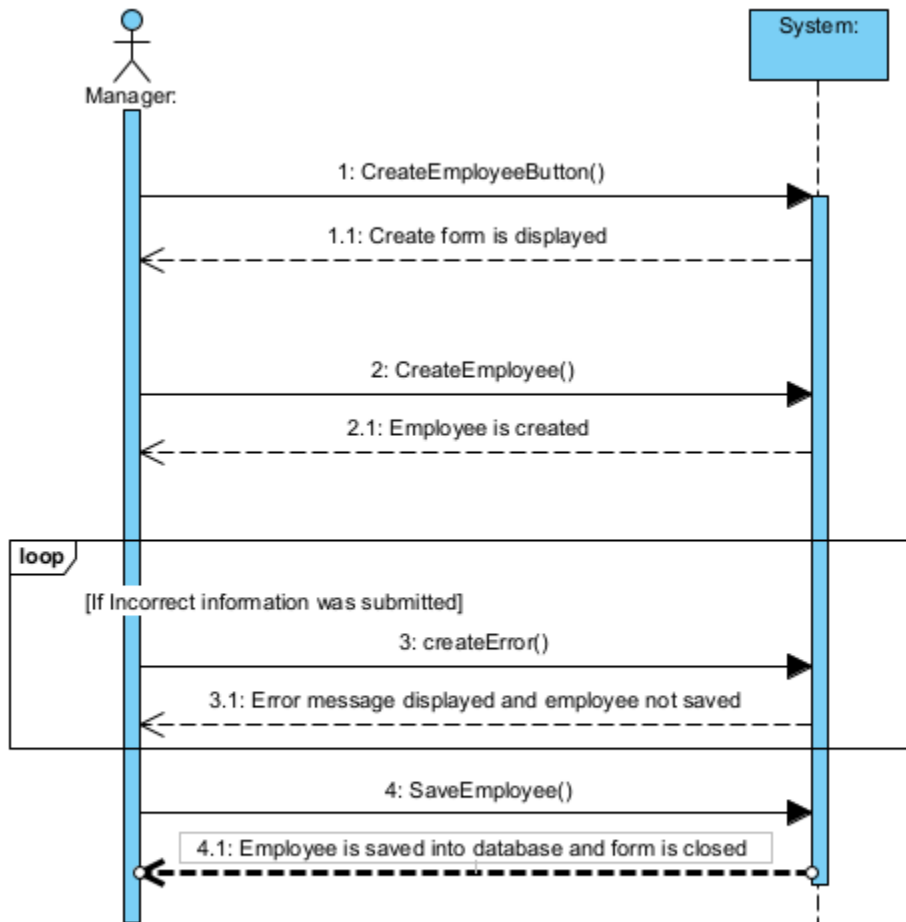 System:
Manager:
1: CreateEmployeeButton()
1.1: Create form is displayed
2: CreateEmployee()
2.1: Employee is created
loop
[If Incorrect information was submitted]
3: createError()
3.1: Error message displayed and employee not saved
4: SaveEmployee()
4.1: Employee is saved into database and form is closed